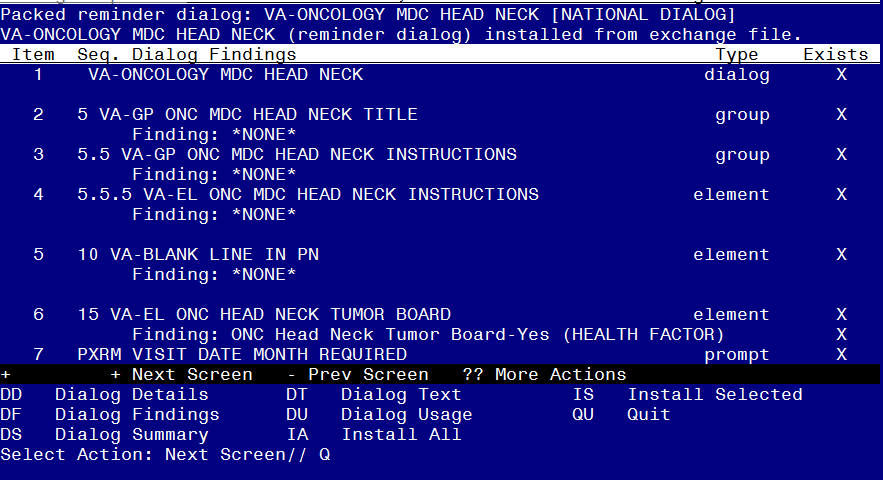 Packed reminder dialog: VA-ONCOLOGY MDC HEAD NECK [NATIONAL DIALOG]
VA-ONCOLOGY MDC HEAD NECK (reminder dialog) installed from exchange file.
Item  Seq. Dialog Findings  Type  Exists
1  VA-ONCOLOGY MDC HEAD NECK  dialog  X
2  5 VA-GP ONC MDC HEAD NECK TITLE  group  X
Finding: *NONE*
3  5.5 VA-GP ONC MDC HEAD NECK INSTRUCTIONS  group  X
Finding: *NONE*
4  5.5.5 VA-EL ONC MDC HEAD NECK INSTRUCTIONS  element  X
Finding: *NONE*
5  10 VA-BLANK LINE IN PN  element  X
Finding: *NONE*
6  15 VA-EL ONC HEAD NECK TUMOR BOARD  element  X
Finding: ONC Head Neck Tumor Board-Yes (HEALTH FACTOR)  X
7  PXRM VISIT DATE MONTH REQUIRED  prompt  X
+  + Next Screen  - Prev Screen  ?? More Actions
DD  Dialog Details  DT  Dialog Text  IS  Install Selected
DF  Dialog Findings  DU  Dialog Usage  QU  Quit
DS  Dialog Summary  IA  Install All
Select Action: Next Screen// Q